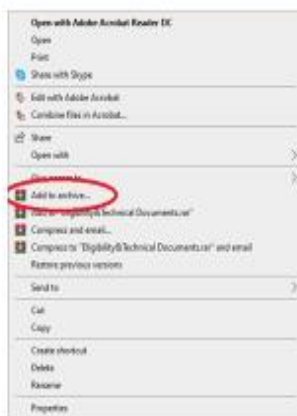 Open with Adobe Acrobat Reader DC
Open
Print
Share with Skype
Edit with Adobe Acrobat
Combine files in Acrobat...
Share
Open with
Add to archive...
Add to "Eligibility&Technical Documents.rar"
Compress and email...
Compress to "Eligibility&Technical Documents.rar" and email
Restore previous versions
Send to
Cut
Copy
Create shortcut
Delete
Rename
Properties